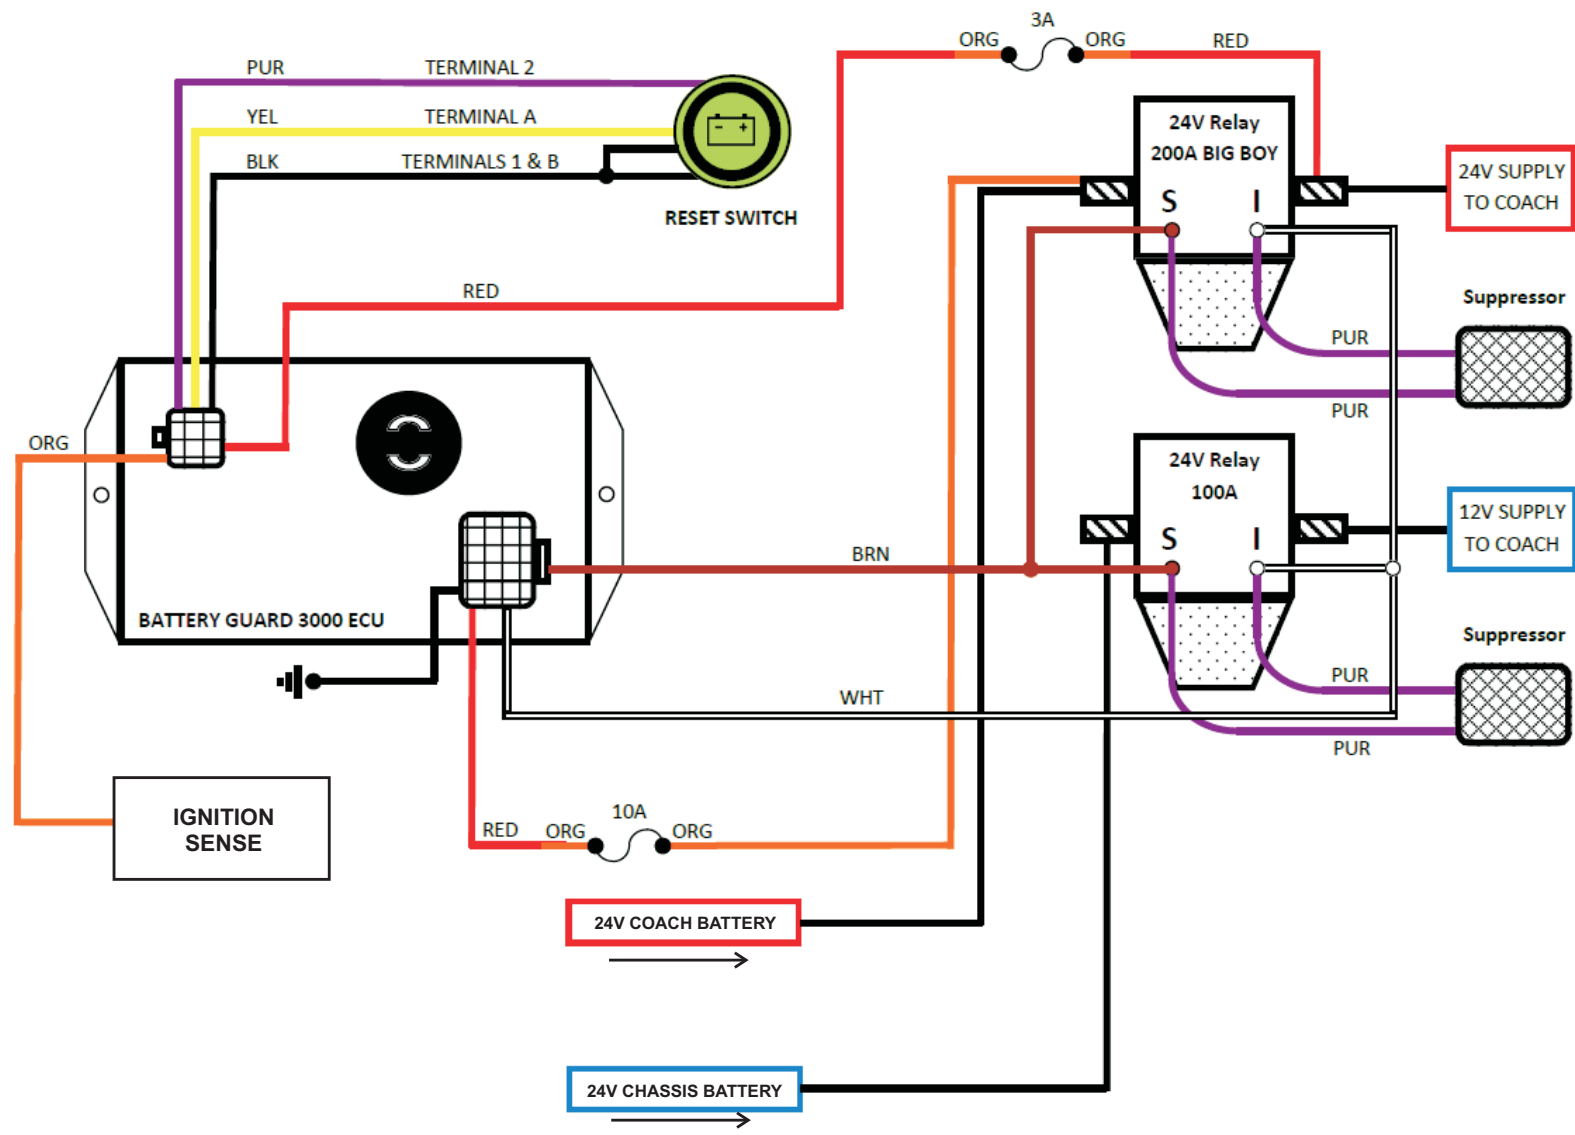 3A
ORG
ORG
RED
PUR
TERMINAL 2
YEL
TERMINAL A
BLK
TERMINALS 1 & B
RESET SWITCH
24V Relay
200A BIG BOY
S
I
24V SUPPLY
TO COACH
RED
Suppressor
PUR
PUR
ORG
24V Relay
100A
S
I
12V SUPPLY
TO COACH
BRN
BATTERY GUARD 3000 ECU
Suppressor
PUR
WHT
PUR
IGNITION
SENSE
10A
RED
ORG
ORG
24V COACH BATTERY
24V CHASSIS BATTERY